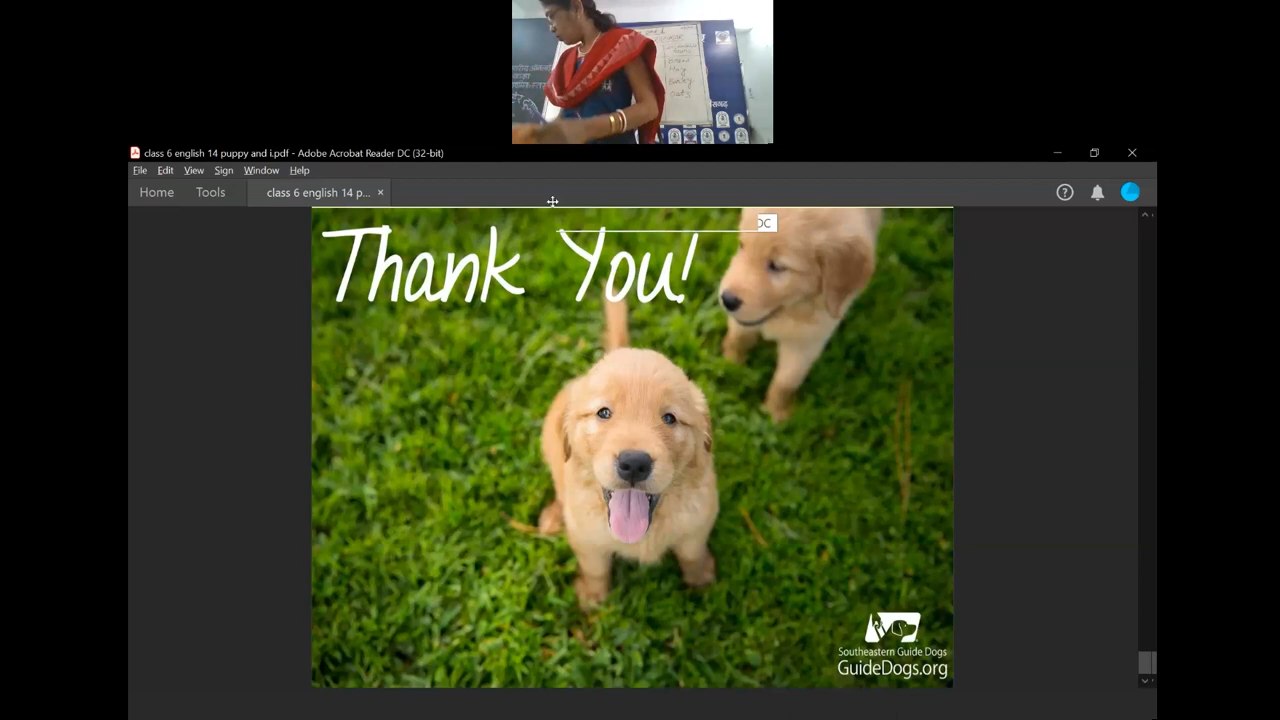 class 6 english 14 puppy and i.pdf - Adobe Acrobat Reader DC (32-bit)
File Edit View Sign Window Help
Home Tools class 6 english 14 p... ×
DC
Thank You!
Southeastern Guide Dogs
GuideDogs.org